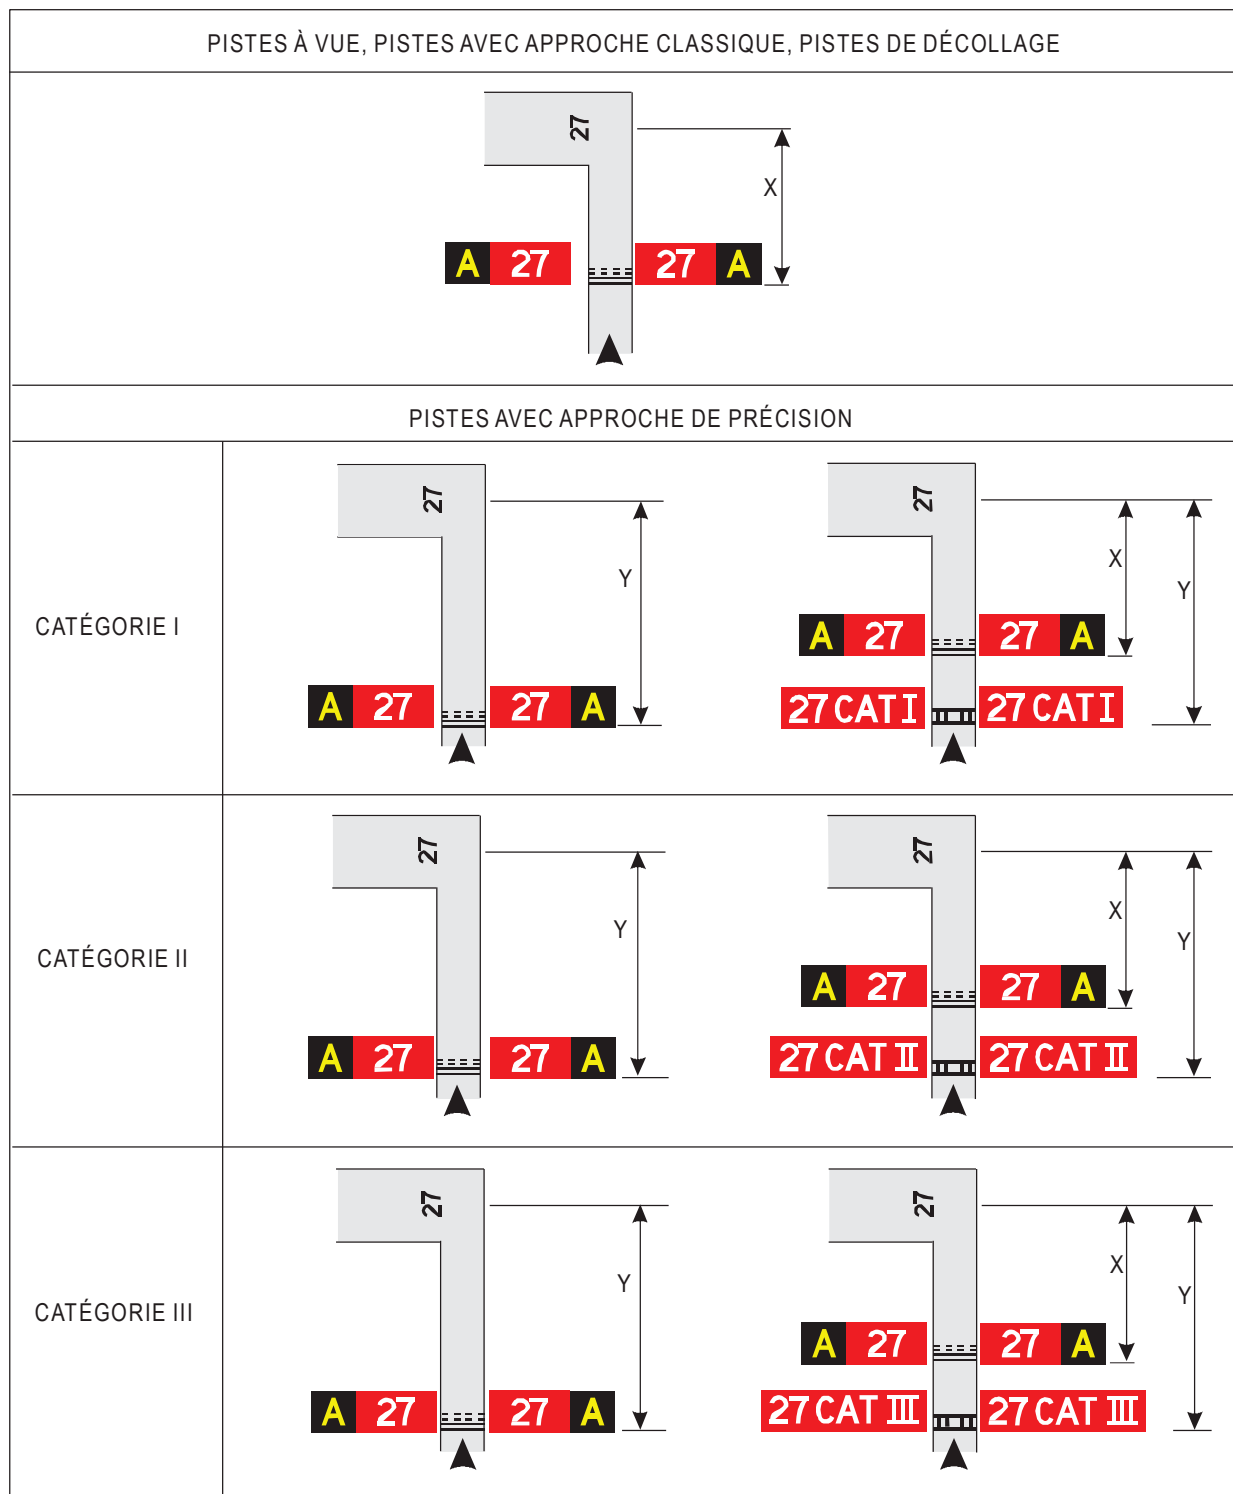 PISTES À VUE, PISTES AVEC APPROCHE CLASSIQUE, PISTES DE DÉCOLLAGE
27
X
A 27 27 A
PISTES AVEC APPROCHE DE PRÉCISION
CATÉGORIE I
27
Y
A 27 27 A
27
X
Y
A 27 27 A
27 CAT I 27 CAT I
CATÉGORIE II
27
Y
A 27 27 A
27
X
Y
A 27 27 A
27 CAT II 27 CAT II
CATÉGORIE III
27
Y
A 27 27 A
27
X
Y
A 27 27 A
27 CAT III 27 CAT III